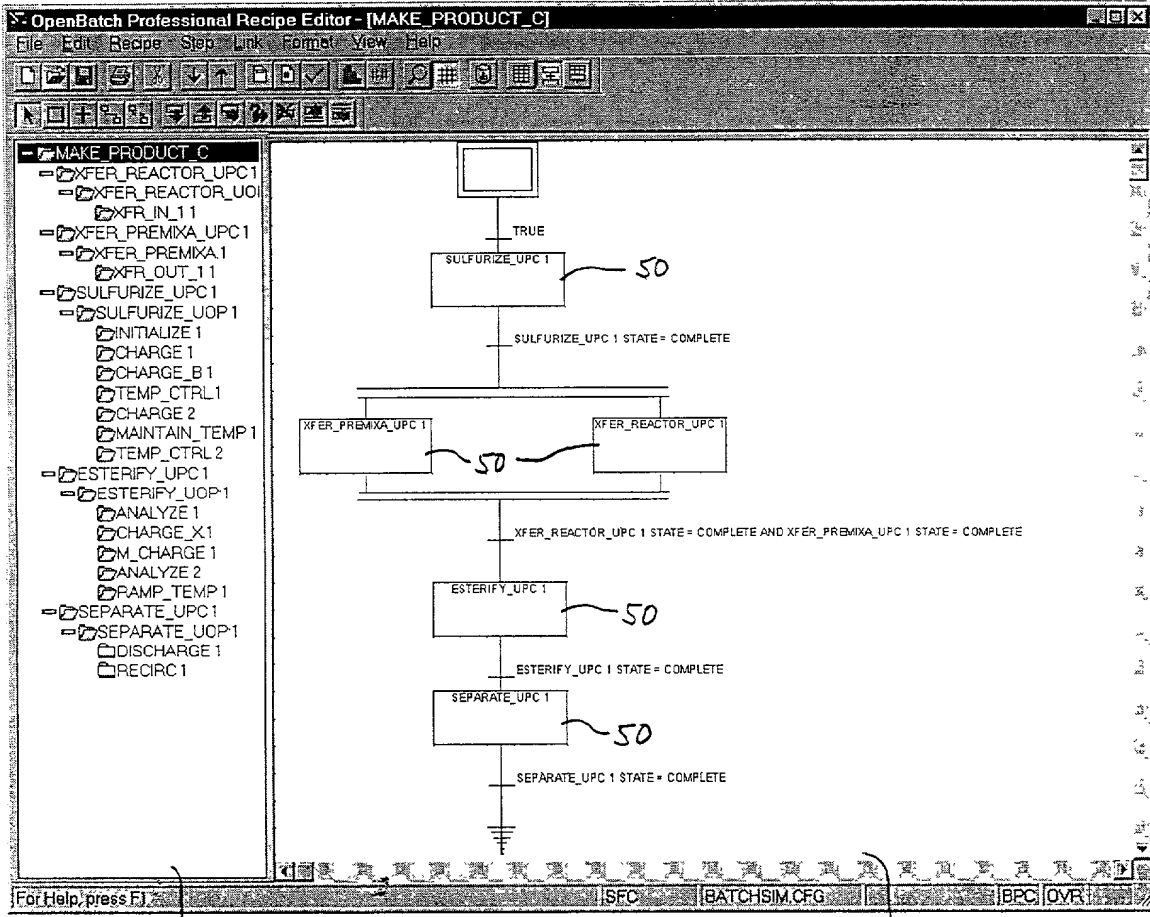 OpenBatch Professional Recipe Editor - [MAKE_PRODUCT_C]
File Edit Recipe Step Link Format View Help
MAKE_PRODUCT_C
XFER_REACTOR_UPC1
XFER_REACTOR_UOI
XFR_IN_1 1
XFER_PREMIXA_UPC1
XFER_PREMIXA.1
XFR_OUT_1 1
SULFURIZE_UPC1
SULFURIZE_UOP1
INITIALIZE 1
CHARGE 1
CHARGE_B 1
TEMP_CTRL1
CHARGE 2
MAINTAIN_TEMP 1
TEMP_CTRL2
ESTERIFY_UPC1
ESTERIFY_UOP1
ANALYZE 1
CHARGE_X.1
M_CHARGE 1
ANALYZE 2
RAMP_TEMP1
SEPARATE_UPC1
SEPARATE_UOP1
DISCHARGE 1
RECIRC 1
TRUE
SULFURIZE_UPC 1
50
SULFURIZE_UPC 1 STATE = COMPLETE
XFER_PREMIXA_UPC 1
50
XFER_REACTOR_UPC 1
XFER_REACTOR_UPC 1 STATE = COMPLETE AND XFER_PREMIXA_UPC 1 STATE = COMPLETE
ESTERIFY_UPC 1
50
ESTERIFY_UPC 1 STATE = COMPLETE
SEPARATE_UPC 1
50
SEPARATE_UPC 1 STATE = COMPLETE
For Help, press F1
SFC
BATCHSIM.CFG
BPC
OVR